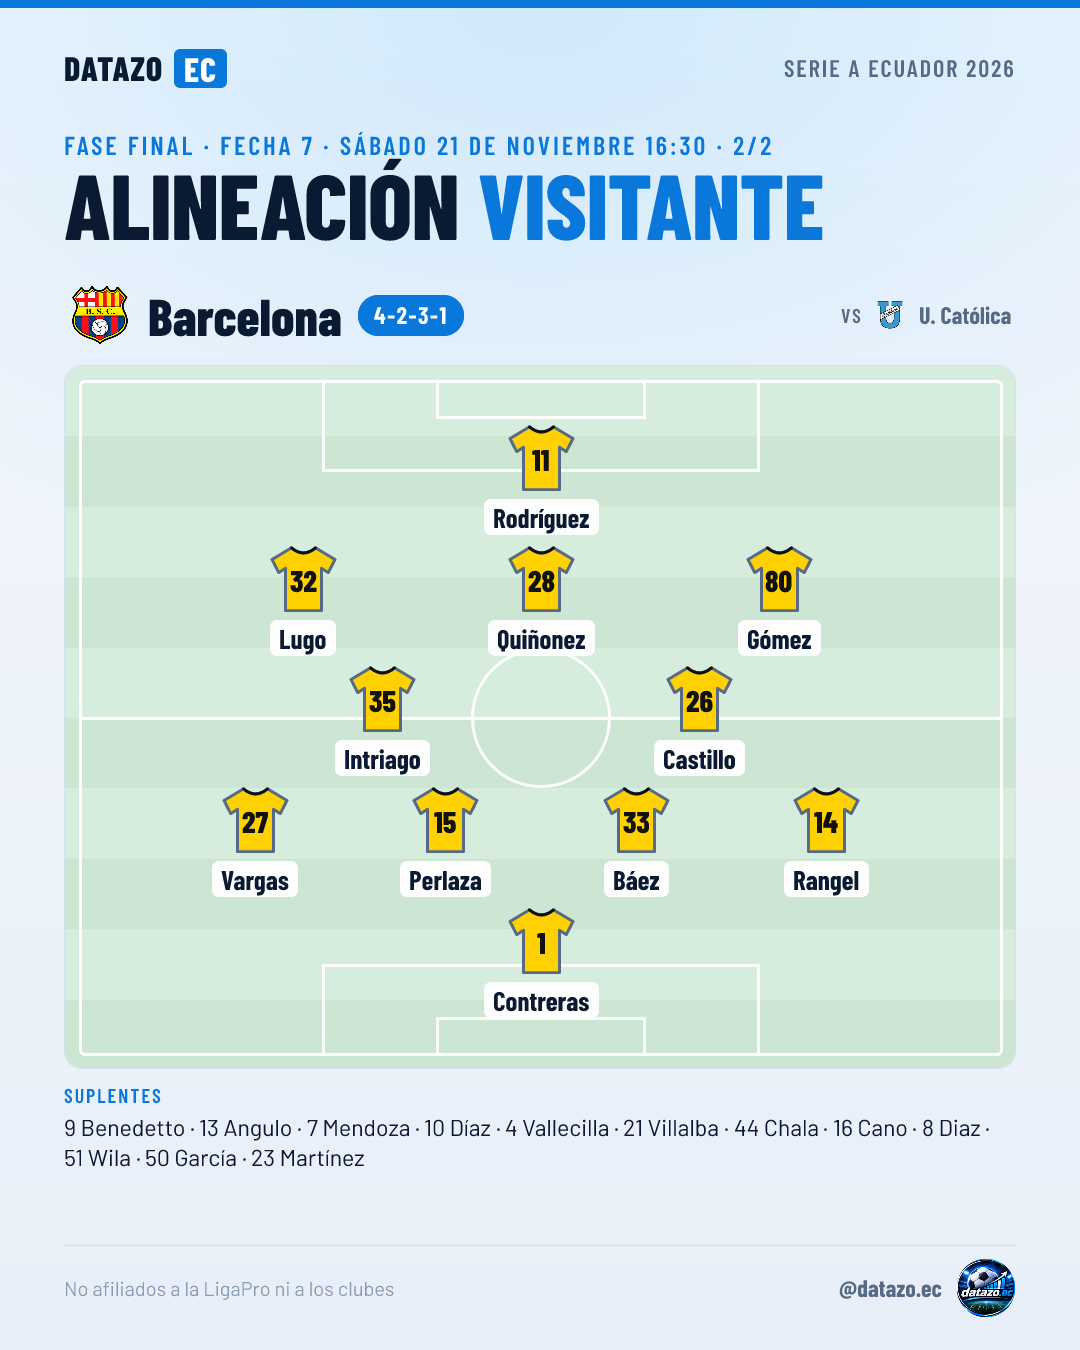 DATAZO EC
SERIE A ECUADOR 2026
FASE FINAL · FECHA 7 · SÁBADO 21 DE NOVIEMBRE 16:30 · 2/2
ALINEACIÓN VISITANTE
B. S. C.
Barcelona 4-2-3-1
VS U. Católica
11
Rodríguez
32 28 80
Lugo Quiñonez Gómez
35 26
Intriago Castillo
27 15 33 14
Vargas Perlaza Báez Rangel
1
Contreras
SUPLENTES
9 Benedetto · 13 Angulo · 7 Mendoza · 10 Díaz · 4 Vallecilla · 21 Villalba · 44 Chala · 16 Cano · 8 Diaz ·
51 Wila · 50 García · 23 Martínez
No afiliados a la LigaPro ni a los clubes
@datazo.ec
datazo.ec